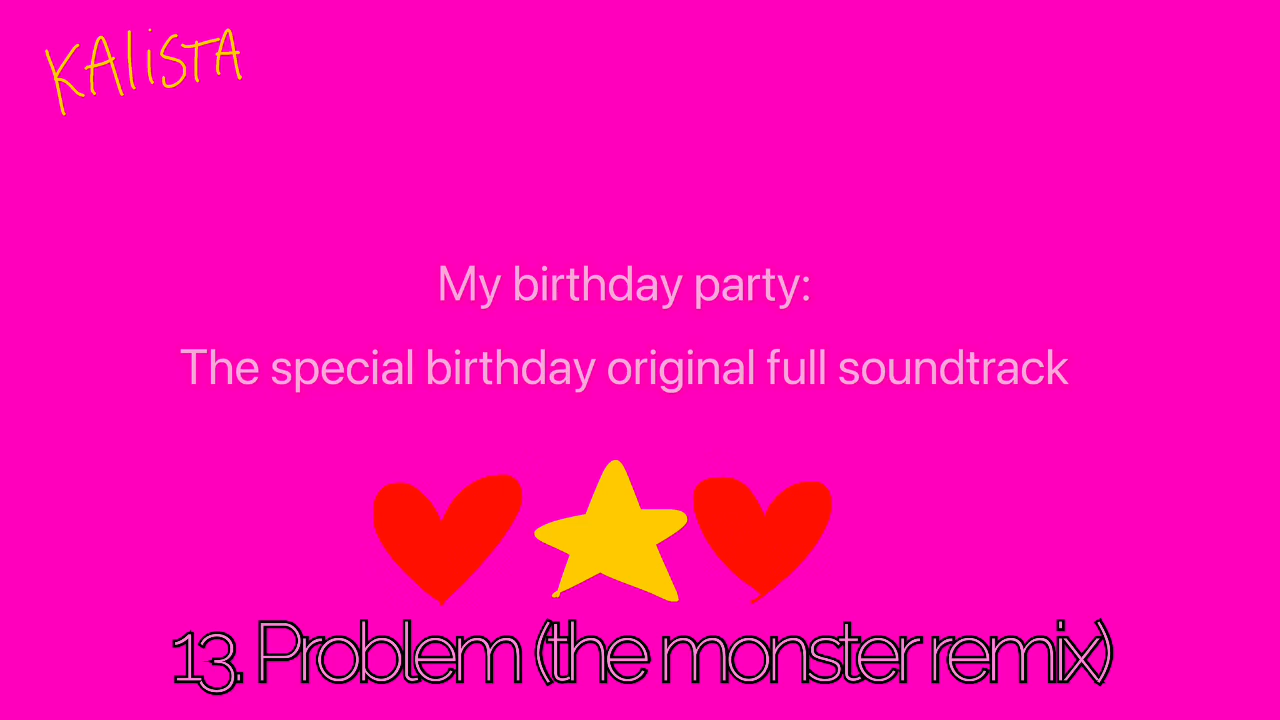 KALiSTA
My birthday party:
The special birthday original full soundtrack
13. Problem (the monster remix)